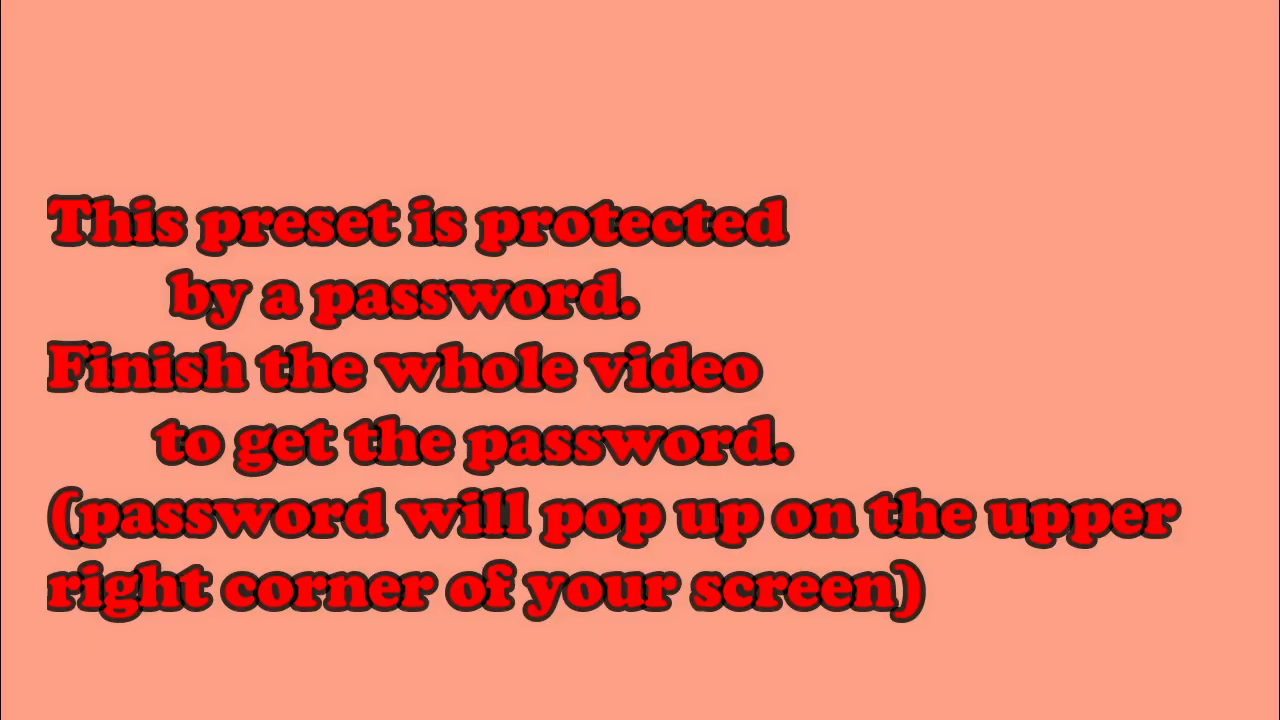 This preset is protected
by a password.
Finish the whole video
to get the password.
(password will pop up on the upper
right corner of your screen)